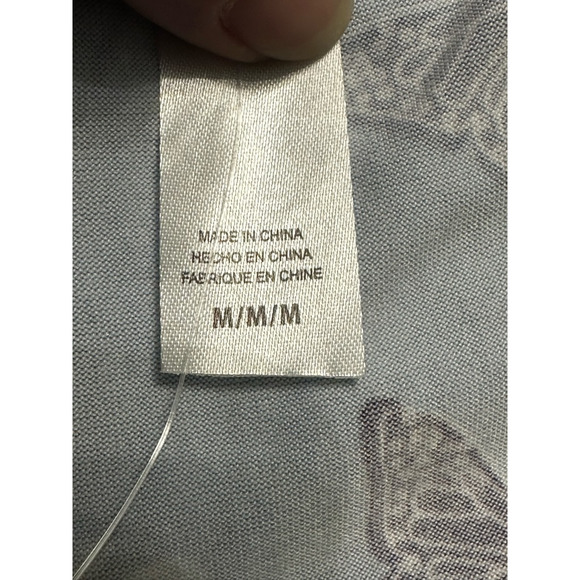 MADE IN CHINA
HECHO EN CHINA
FABRIQUE EN CHINE
M/M/M